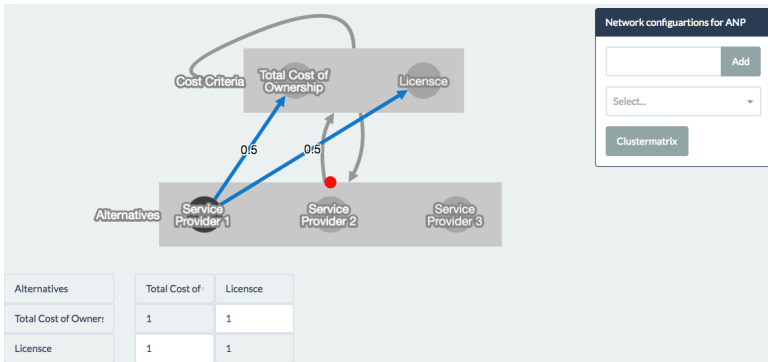 Network configuartions for ANP
Add
Select...
Clustermatrix
Cost Criteria
Total Cost of
Ownership
Licensce
0.5
0.5
Alternatives
Service
Provider 1
Service
Provider 2
Service
Provider 3
Alternatives
Total Cost of
Licensce
Total Cost of Owners
1
1
Licensce
1
1